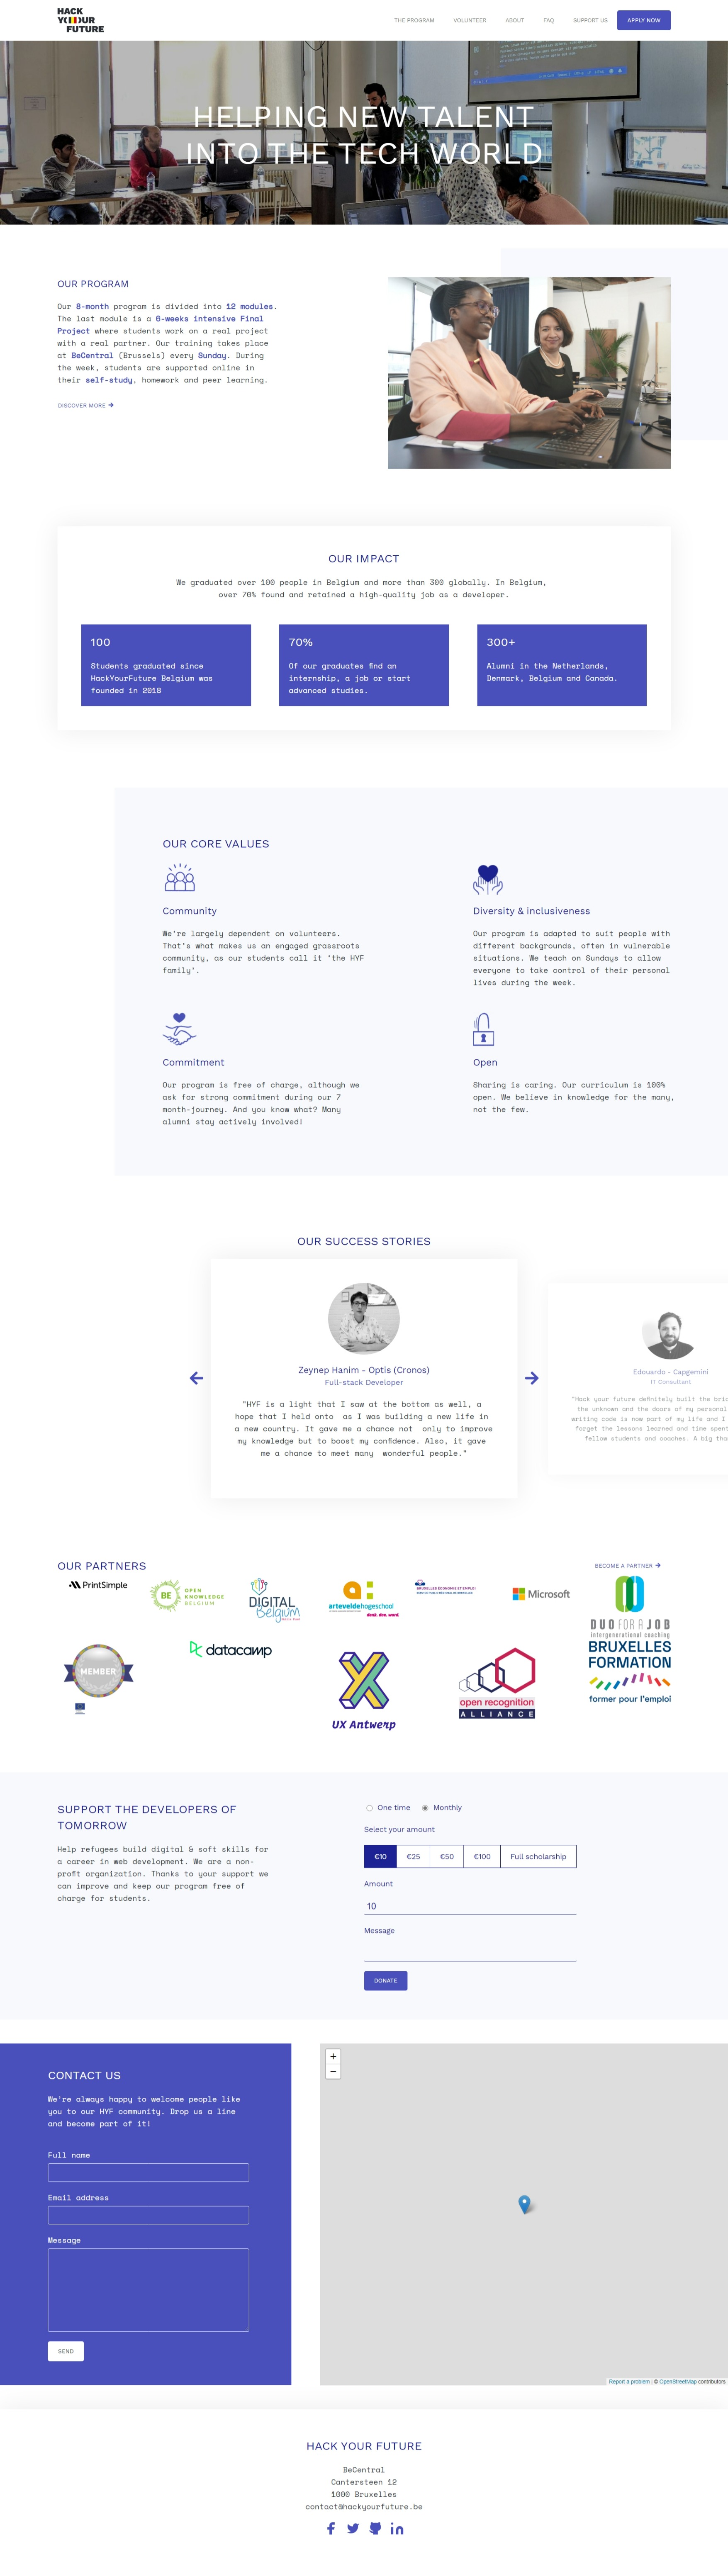 HACK
YOUR
FUTURE
THE PROGRAM VOLUNTEER ABOUT FAQ SUPPORT US APPLY NOW
HELPING NEW TALENT
INTO THE TECH WORLD
OUR PROGRAM
Our 8-month program is divided into 12 modules.
The last module is a 6-weeks intensive Final
Project where students work on a real project
with a real partner. Our training takes place
at BeCentral (Brussels) every Sunday. During
the week, students are supported online in
their self-study, homework and peer learning.
DISCOVER MORE
OUR IMPACT
We graduated over 100 people in Belgium and more than 300 globally. In Belgium,
over 70% found and retained a high-quality job as a developer.
100
Students graduated since
HackYourFuture Belgium was
founded in 2018
70%
Of our graduates find an
internship, a job or start
advanced studies.
300+
Alumni in the Netherlands,
Denmark, Belgium and Canada.
OUR CORE VALUES
Community
We're largely dependent on volunteers.
That's what makes us an engaged grassroots
community, as our students call it 'the HYF
family'.
Diversity & inclusiveness
Our program is adapted to suit people with
different backgrounds, often in vulnerable
situations. We teach on Sundays to allow
everyone to take control of their personal
lives during the week.
Commitment
Our program is free of charge, although we
ask for strong commitment during our 7
month-journey. And you know what? Many
alumni stay actively involved!
Open
Sharing is caring. Our curriculum is 100%
open. We believe in knowledge for the many,
not the few.
OUR SUCCESS STORIES
Zeynep Hanim - Optis (Cronos)
Full-stack Developer
"HYF is a light that I saw at the bottom as well, a
hope that I held onto as I was building a new life in
a new country. It gave me a chance not only to improve
my knowledge but to boost my confidence. Also, it gave
me a chance to meet many wonderful people."
Edouardo - Capgemini
IT Consultant
"Hack your future definitely built the bri
the unknown and the doors of my personal
writing code is now part of my life and I
forget the lessons learned and time spent
fellow students and coaches. A big tha
OUR PARTNERS
BECOME A PARTNER
PrintSimple
BE OPEN
KNOWLEDGE
BELGIUM
DIGITAL
Belgium
arteveldehogeschool
denk. doe. word.
BRUXELLES ÉCONOMIE ET EMPLOI
SERVICE PUBLIC RÉGIONAL DE BRUXELLES
Microsoft
DUO FOR A JOB
intergenerational coaching
MEMBER
datacamp
UX Antwerp
open recognition
ALLIANCE
BRUXELLES
FORMATION
former pour l'emploi
SUPPORT THE DEVELOPERS OF
TOMORROW
Help refugees build digital & soft skills for
a career in web development. We are a non-
profit organization. Thanks to your support we
can improve and keep our program free of
charge for students.
One time Monthly
Select your amount
€10 €25 €50 €100 Full scholarship
Amount
10
Message
DONATE
CONTACT US
We're always happy to welcome people like
you to our HYF community. Drop us a line
and become part of it!
Full name
Email address
Message
SEND
+
−
Report a problem | © OpenStreetMap contributors
HACK YOUR FUTURE
BeCentral
Cantersteen 12
1000 Bruxelles
contact@hackyourfuture.be